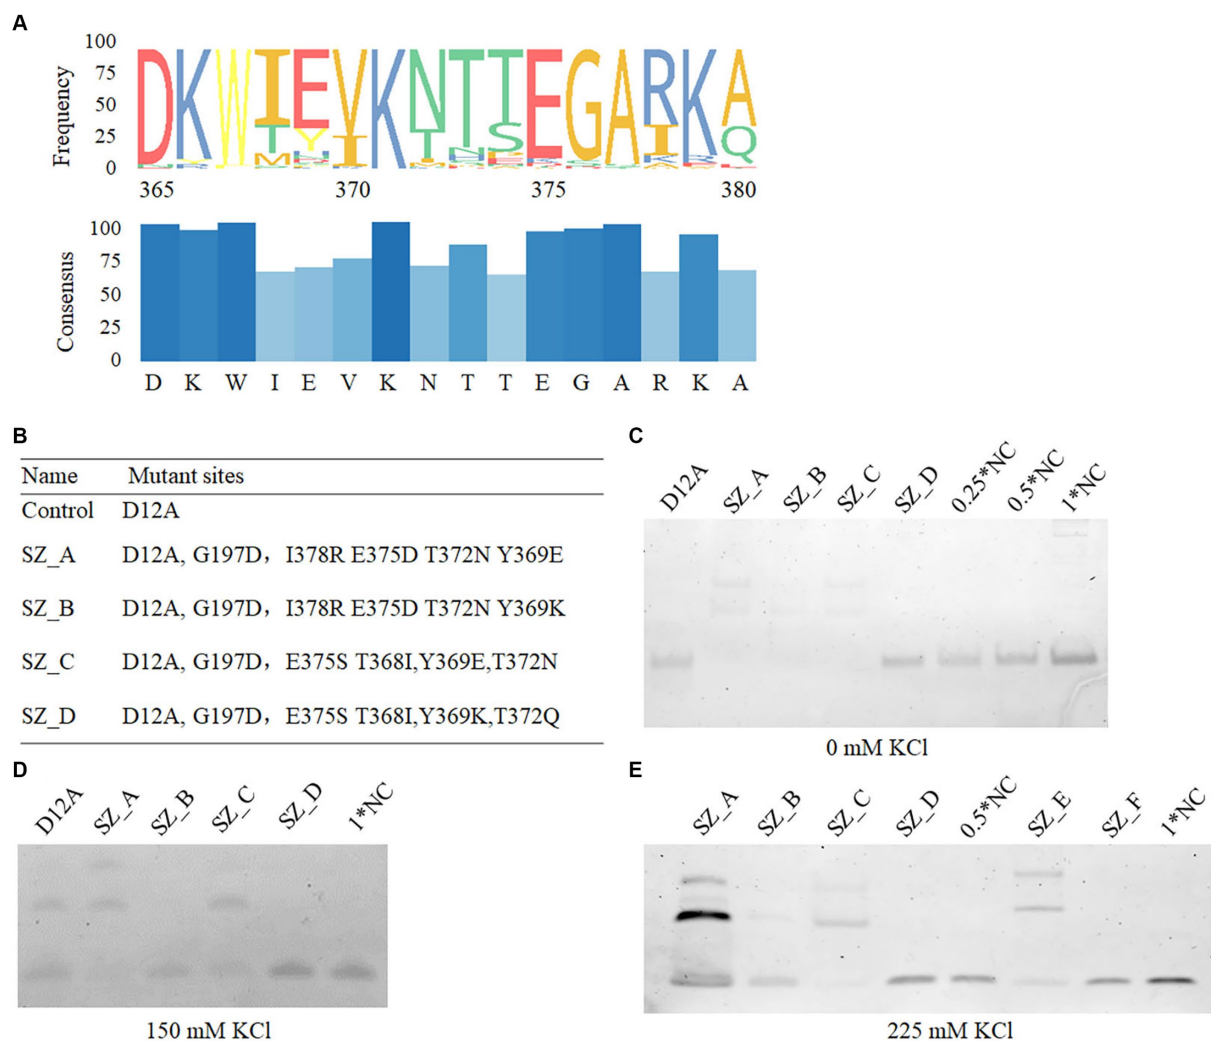 A
100
75
50
25
0
Frequency
DKWIEVKNTTEGARKA
TYIISIQ
365 370 375 380
100
75
50
25
0
Consensus
D K W I E V K N T T E G A R K A
B
Name Mutant sites
Control D12A
SZ_A D12A, G197D, I378R E375D T372N Y369E
SZ_B D12A, G197D, I378R E375D T372N Y369K
SZ_C D12A, G197D, E375S T368I,Y369E,T372N
SZ_D D12A, G197D, E375S T368I,Y369K,T372Q
C
D12A SZ_A SZ_B SZ_C SZ_D 0.25*NC 0.5*NC 1*NC
0 mM KCl
D
D12A SZ_A SZ_B SZ_C SZ_D 1*NC
150 mM KCl
E
SZ_A SZ_B SZ_C SZ_D 0.5*NC SZ_E SZ_F 1*NC
225 mM KCl